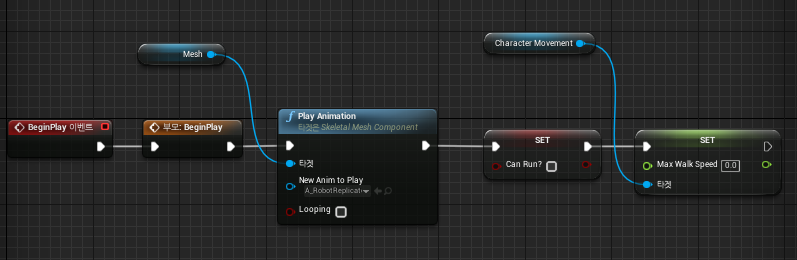 Mesh
Character Movement
BeginPlay 이벤트
부모: BeginPlay
Play Animation
타겟은 Skeletal Mesh Component
타겟
New Anim to Play
A_RobotReplicat
Looping
SET
Can Run?
SET
Max Walk Speed 0.0
타겟